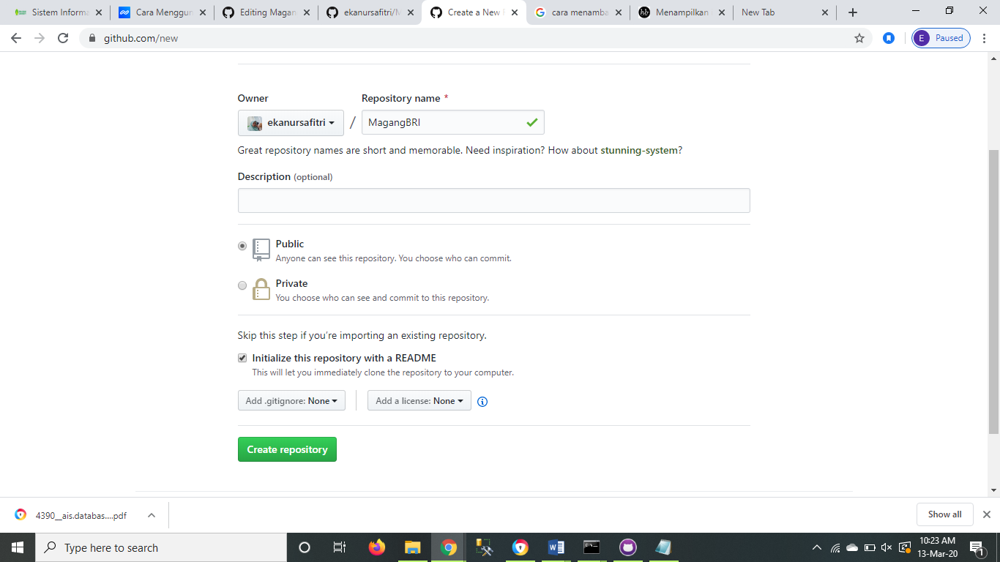 Sistem Informa
Cara Menggun
Editing Magan
ekanursafitri/M
Create a New R
cara menamba
Menampilkan
New Tab
github.com/new
E Paused
Owner
Repository name *
ekanursafitri / MagangBRI
Great repository names are short and memorable. Need inspiration? How about stunning-system?
Description (optional)
Public
Anyone can see this repository. You choose who can commit.
Private
You choose who can see and commit to this repository.
Skip this step if you’re importing an existing repository.
Initialize this repository with a README
This will let you immediately clone the repository to your computer.
Add .gitignore: None
Add a license: None
Create repository
4390__ais.databas....pdf
Show all
Type here to search
10:23 AM
13-Mar-20
1